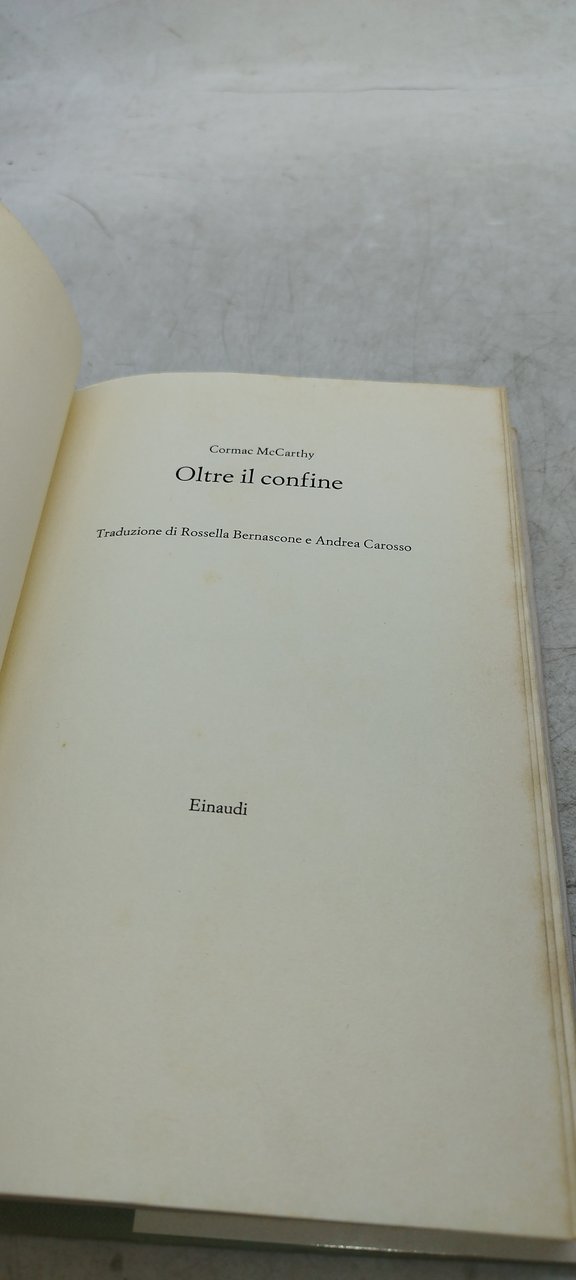 Cormac McCarthy
Oltre il confine
Traduzione di Rossella Bernascone e Andrea Carosso
Einaudi